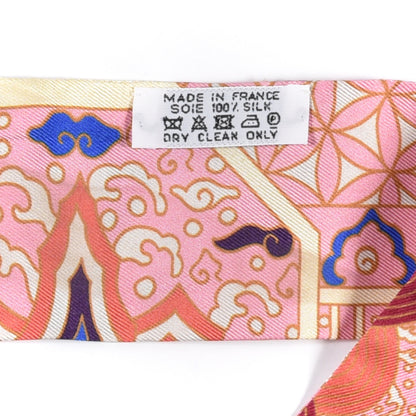 MADE IN FRANCE
SOIE 100% SILK
DRY CLEAN ONLY